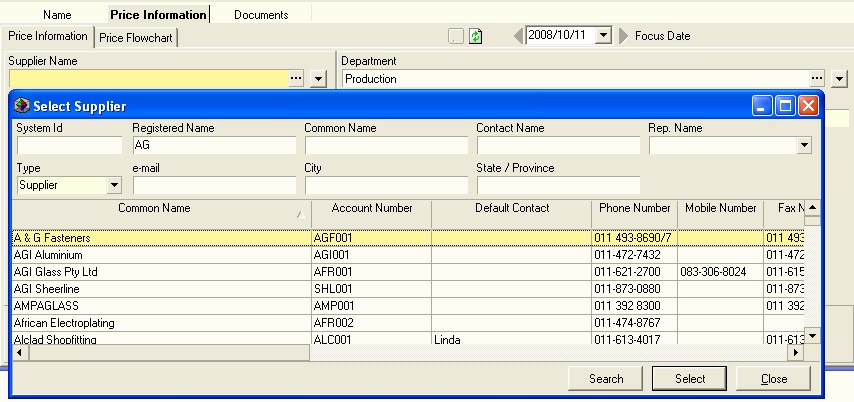 Name Price Information Documents
Price Information Price Flowchart 2008/10/11 Focus Date
Supplier Name Department
... Production ...
Select Supplier
System Id Registered Name Common Name Contact Name Rep. Name
AG
Type e-mail City State / Province
Supplier
Common Name Account Number Default Contact Phone Number Mobile Number Fax N
A & G Fasteners AGF001 011 493-8690/7 011 493
AGI Aluminium AGI001 011-472-7432 011-472
AGI Glass Pty Ltd AFR001 011-621-2700 083-306-8024 011-615
AGI Sheerline SHL001 011-873-0880 011-873
AMPAGLASS AMP001 011 392 8300 011 392
African Electroplating AFR002 011-474-8767
Alclad Shopfitting ALC001 Linda 011-613-4017 011-613
Search Select Close